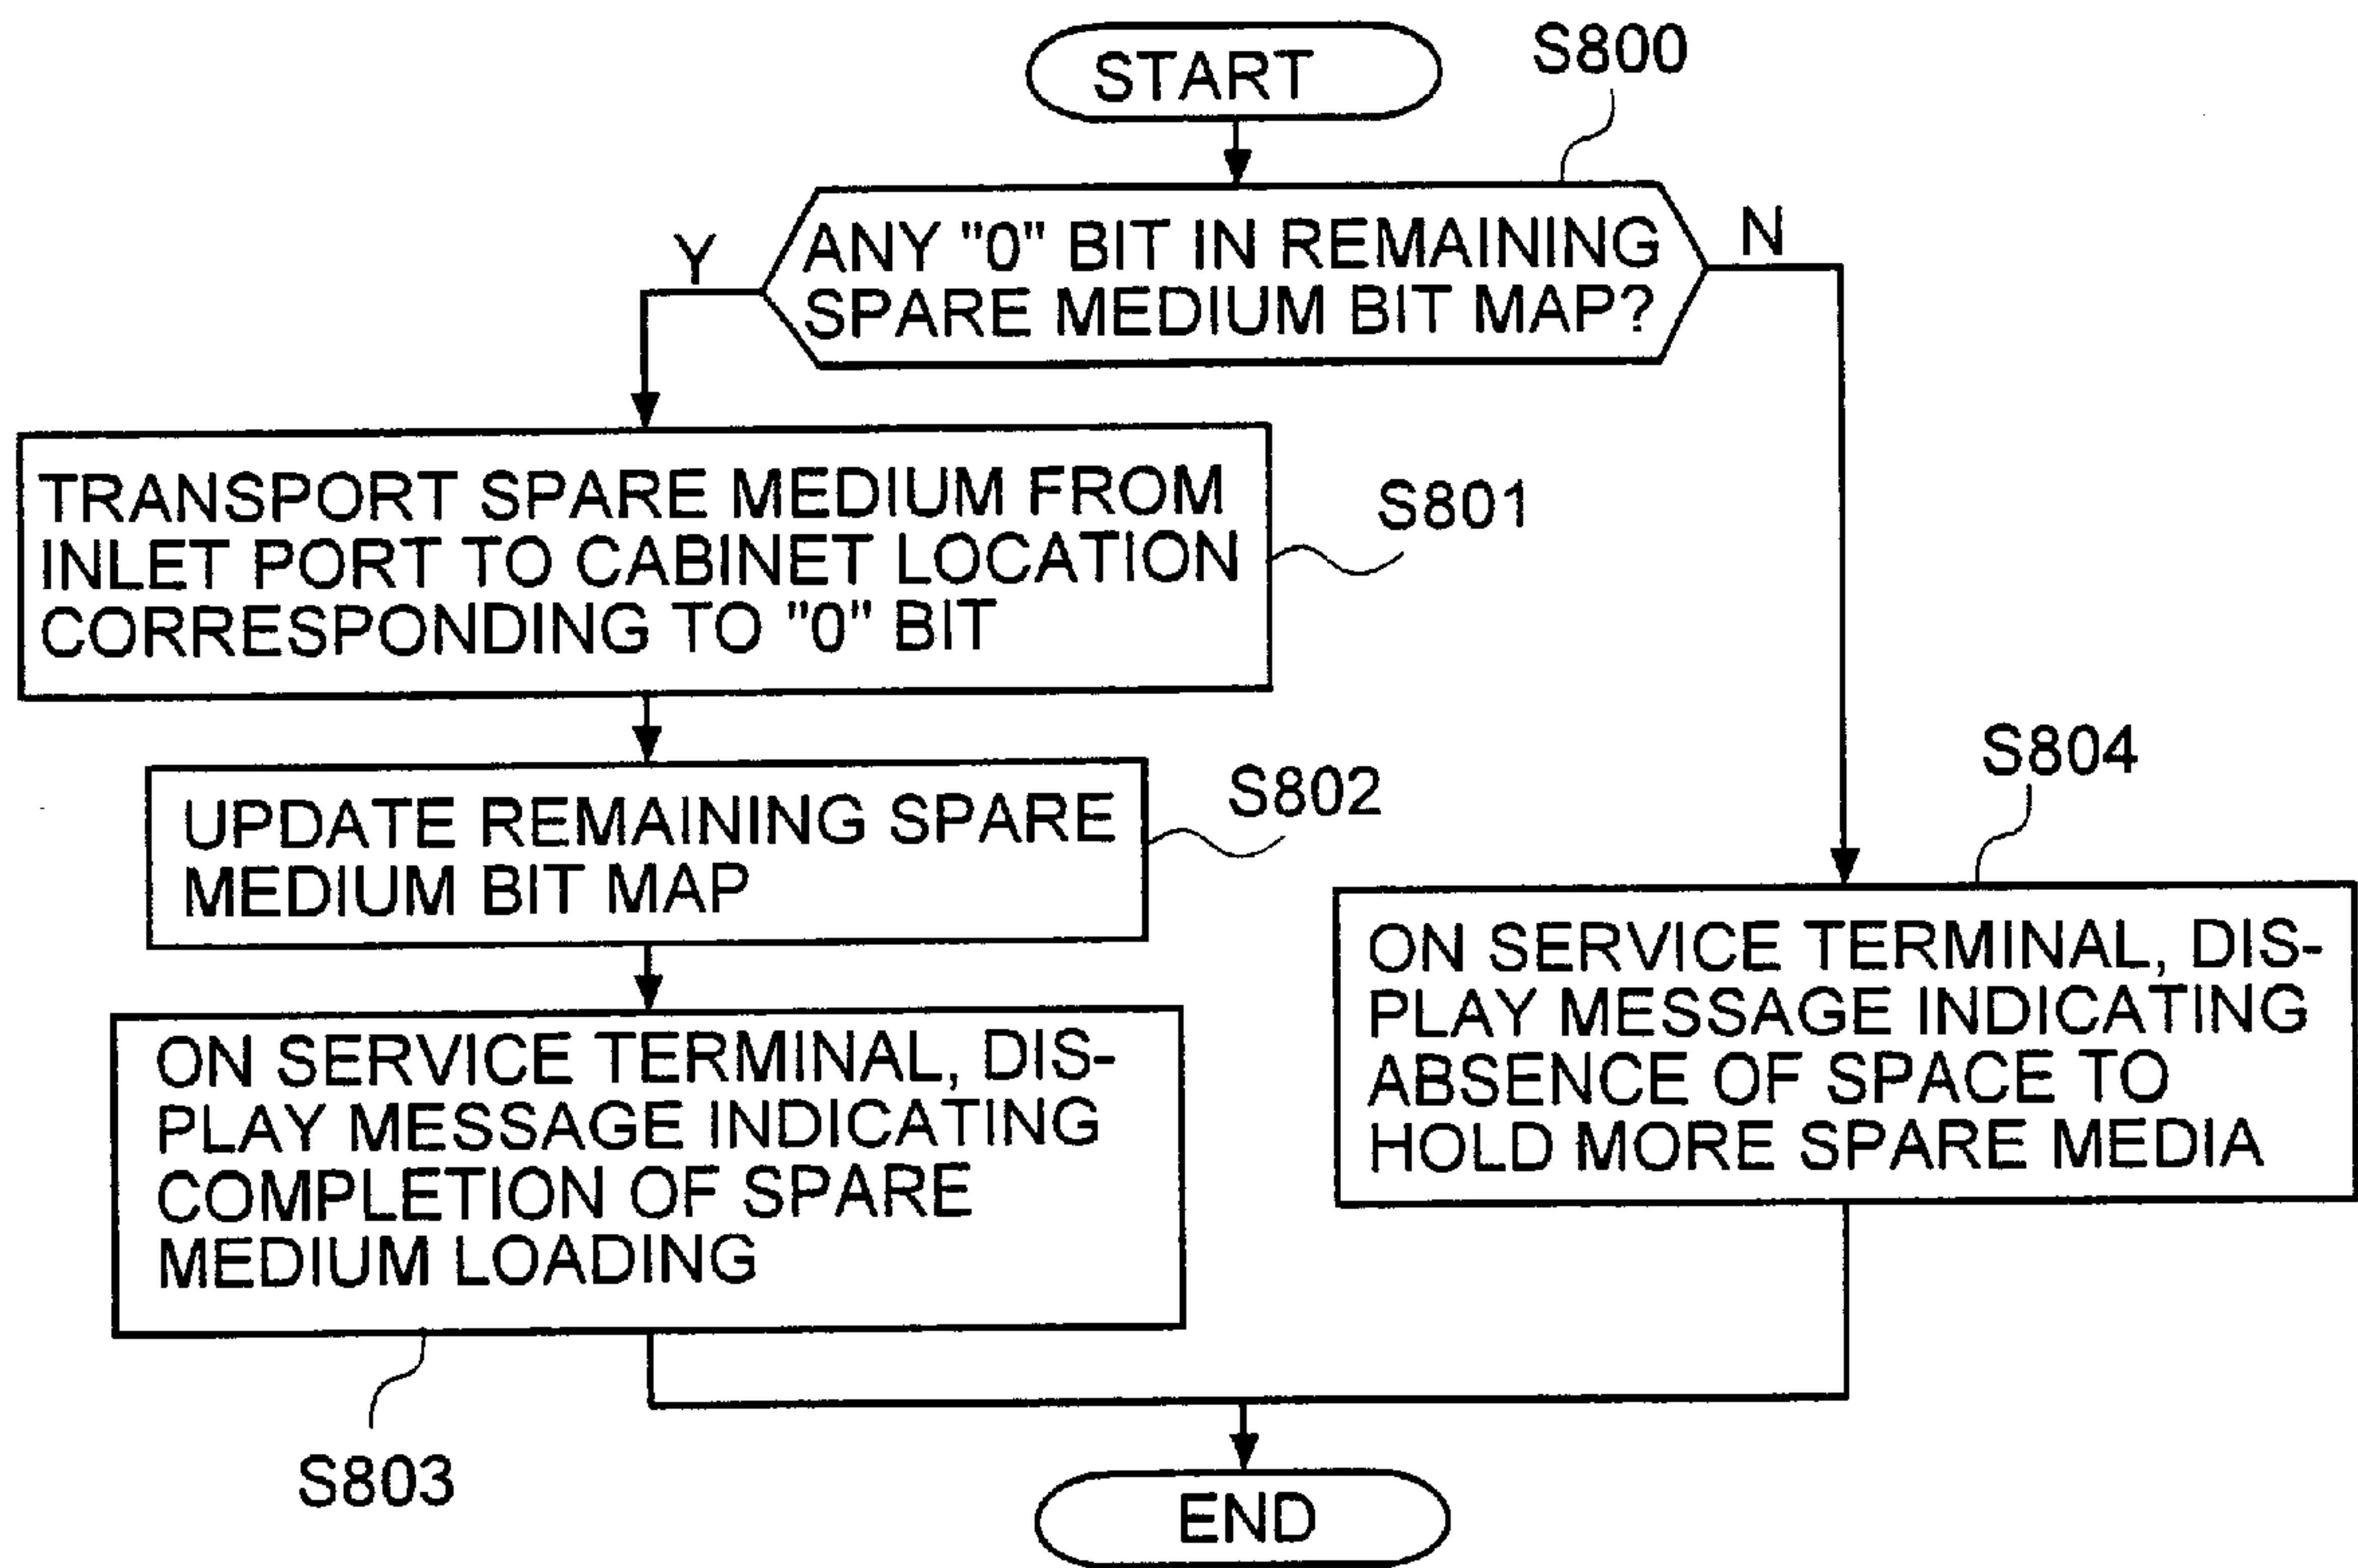 START
S800
ANY "0" BIT IN REMAINING
SPARE MEDIUM BIT MAP?
Y
N
TRANSPORT SPARE MEDIUM FROM
INLET PORT TO CABINET LOCATION
CORRESPONDING TO "0" BIT
S801
UPDATE REMAINING SPARE
MEDIUM BIT MAP
S802
ON SERVICE TERMINAL, DIS-
PLAY MESSAGE INDICATING
COMPLETION OF SPARE
MEDIUM LOADING
S803
S804
ON SERVICE TERMINAL, DIS-
PLAY MESSAGE INDICATING
ABSENCE OF SPACE TO
HOLD MORE SPARE MEDIA
END